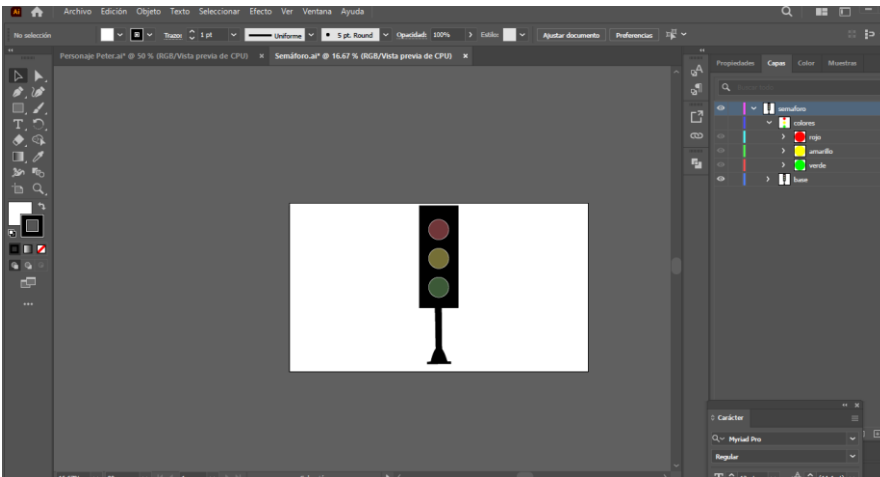 Ai Archivo Edición Objeto Texto Seleccionar Efecto Ver Ventana Ayuda
No selección Trazo: 1 pt Uniforme 5 pt. Round Opacidad: 100% Estilo: Ajustar documento Preferencias
Personaje Peter.ai* @ 50 % (RGB/Vista previa de CPU) × Semáforo.ai* @ 16.67 % (RGB/Vista previa de CPU) ×
Propiedades Capas Color Muestras
semaforo
colores
rojo
amarillo
verde
base
Carácter
Myriad Pro
Regular